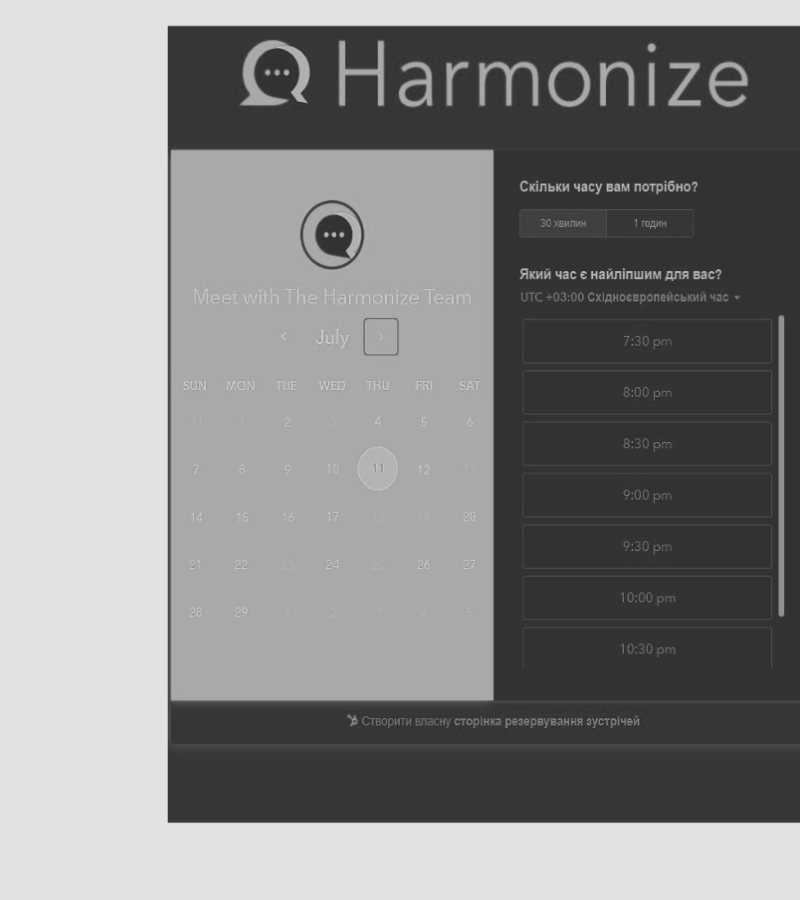 Harmonize
Meet with The Harmonize Team
July
SUN MON TUE WED THU FRI SAT
2 4 5 6
7 8 9 10 11 12 13
14 15 16 17 18 19 20
21 22 23 24 25 26 27
28 29 1 2 3 4 5
Скільки часу вам потрібно?
30 хвилин 1 годин
Який час є найліпшим для вас?
UTC +03:00 Східноєвропейський час
7:30 pm
8:00 pm
8:30 pm
9:00 pm
9:30 pm
10:00 pm
10:30 pm
Створити власну сторінка резервування зустрічей